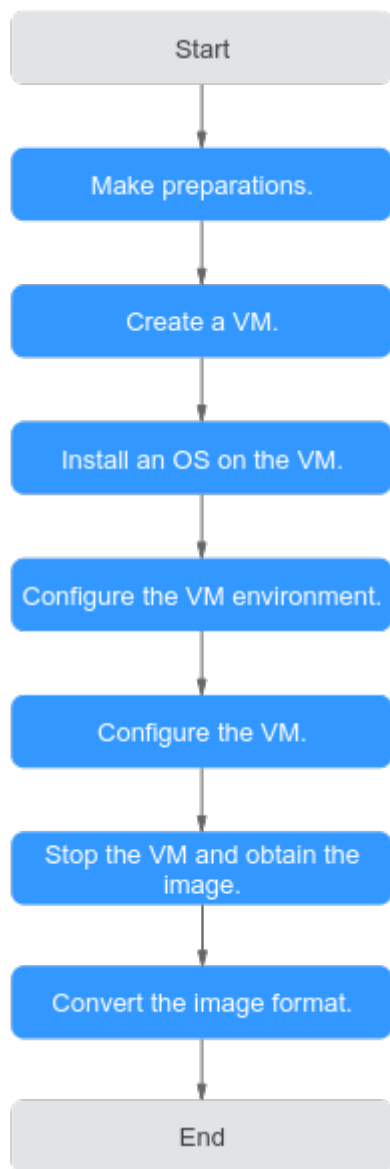 Start
Make preparations.
Create a VM.
Install an OS on the VM.
Configure the VM environment.
Configure the VM.
Stop the VM and obtain the
image.
Convert the image format.
End